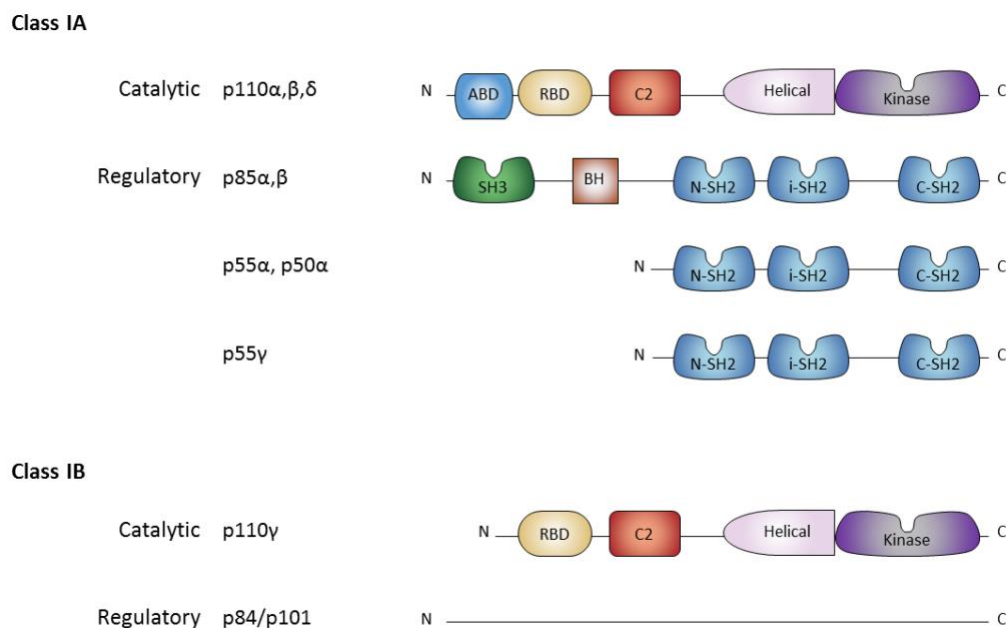 Class IA
Catalytic p110α,β,δ N ABD RBD C2 Helical Kinase C
Regulatory p85α,β N SH3 BH N-SH2 i-SH2 C-SH2 C
p55α, p50α N N-SH2 i-SH2 C-SH2 C
p55γ N N-SH2 i-SH2 C-SH2 C
Class IB
Catalytic p110γ N RBD C2 Helical Kinase C
Regulatory p84/p101 N C